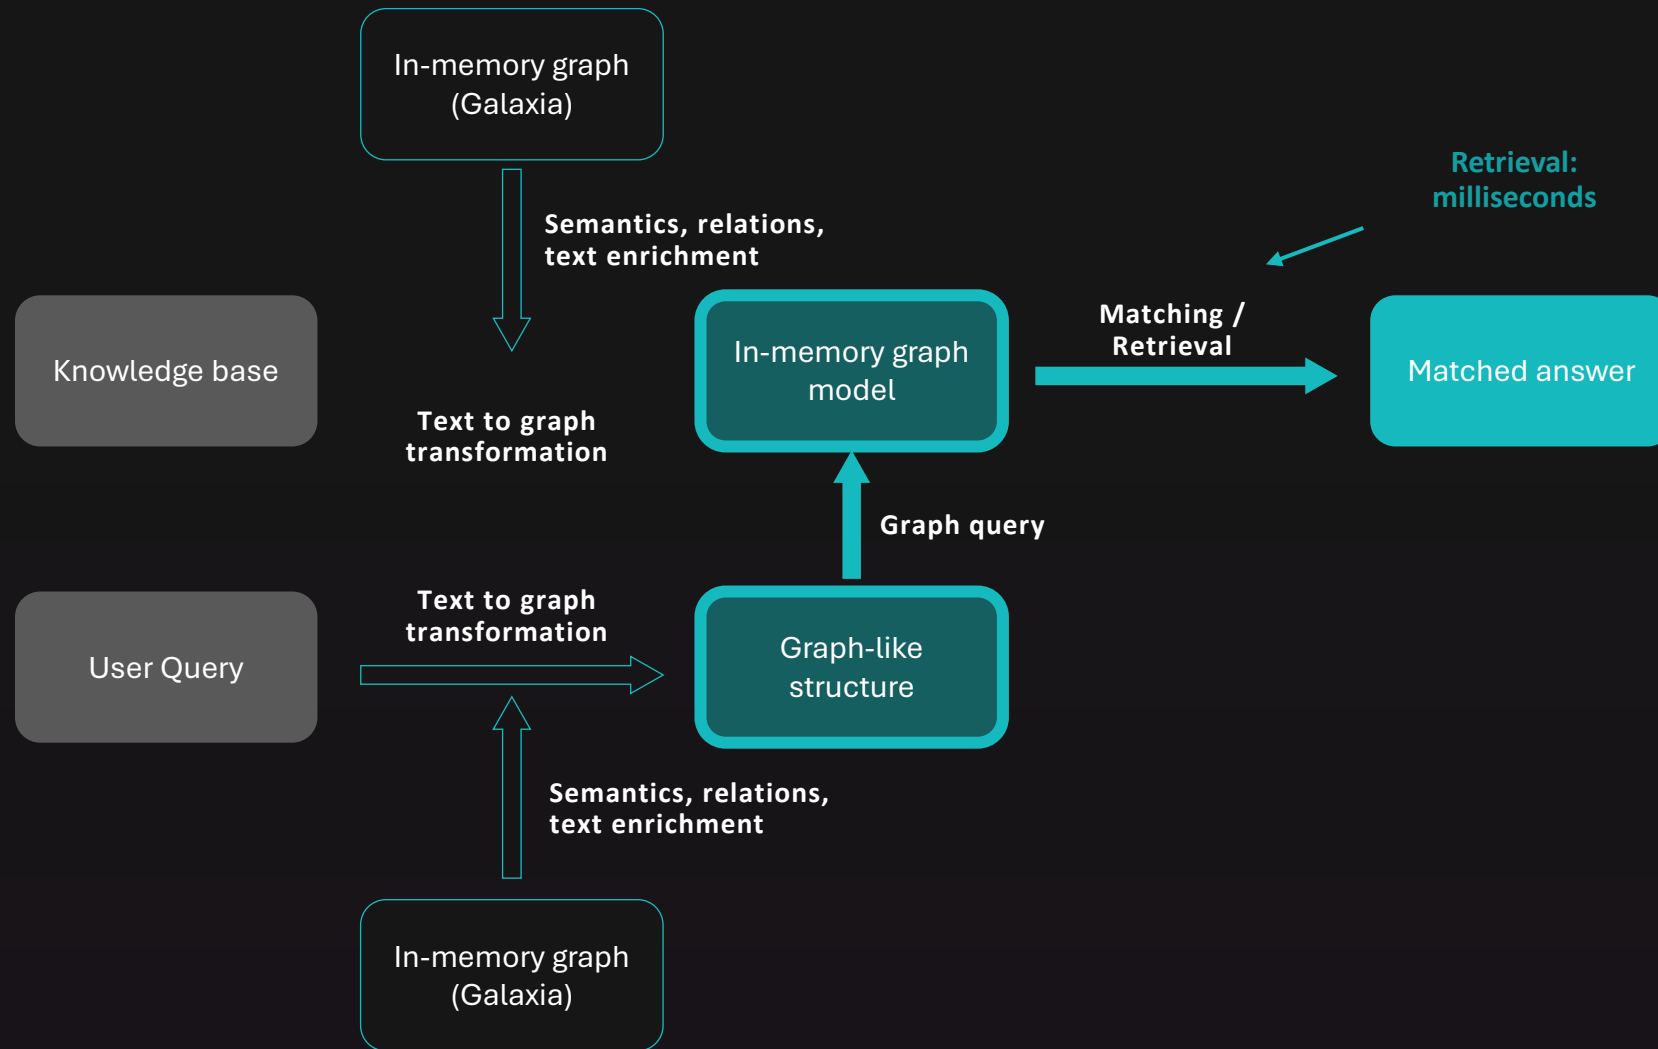 In-memory graph
(Galaxia)
Retrieval:
milliseconds
Semantics, relations,
text enrichment
Knowledge base
Text to graph
transformation
In-memory graph
model
Matching /
Retrieval
Matched answer
Graph query
User Query
Text to graph
transformation
Graph-like
structure
Semantics, relations,
text enrichment
In-memory graph
(Galaxia)